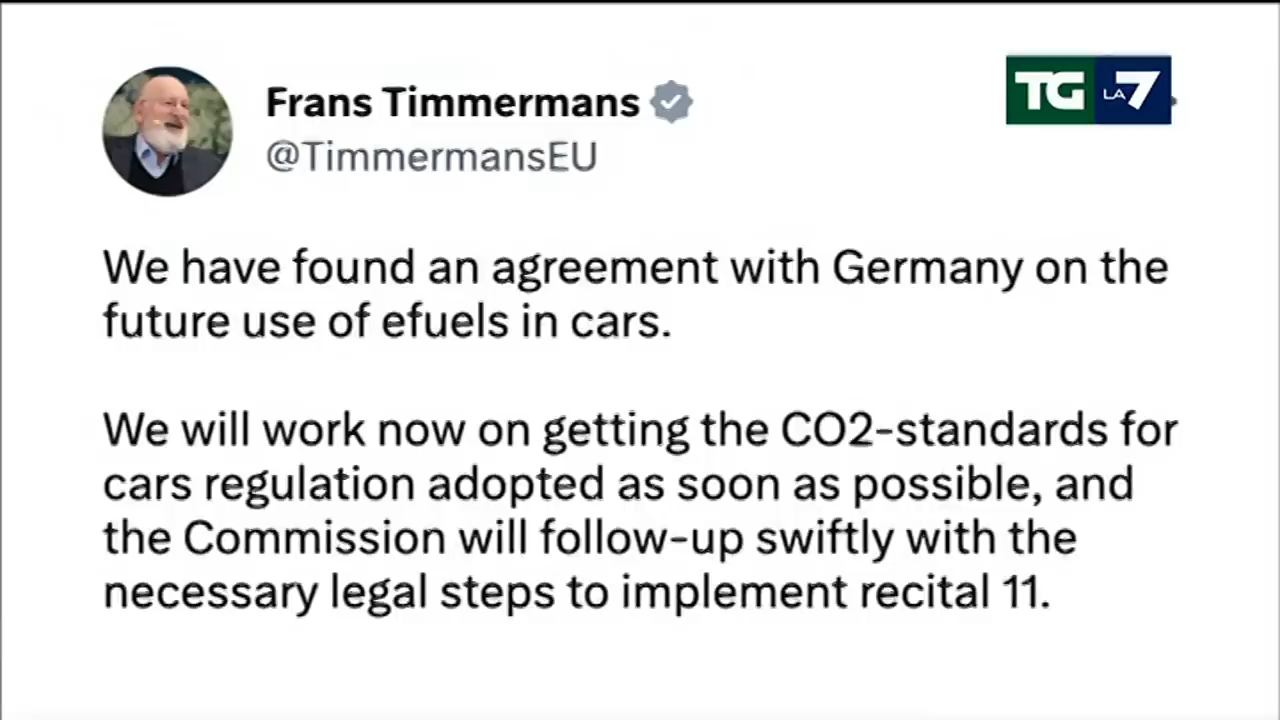 Frans Timmermans
TG LA 7
@TimmermansEU
We have found an agreement with Germany on the
future use of efuels in cars.
We will work now on getting the CO2-standards for
cars regulation adopted as soon as possible, and
the Commission will follow-up swiftly with the
necessary legal steps to implement recital 11.